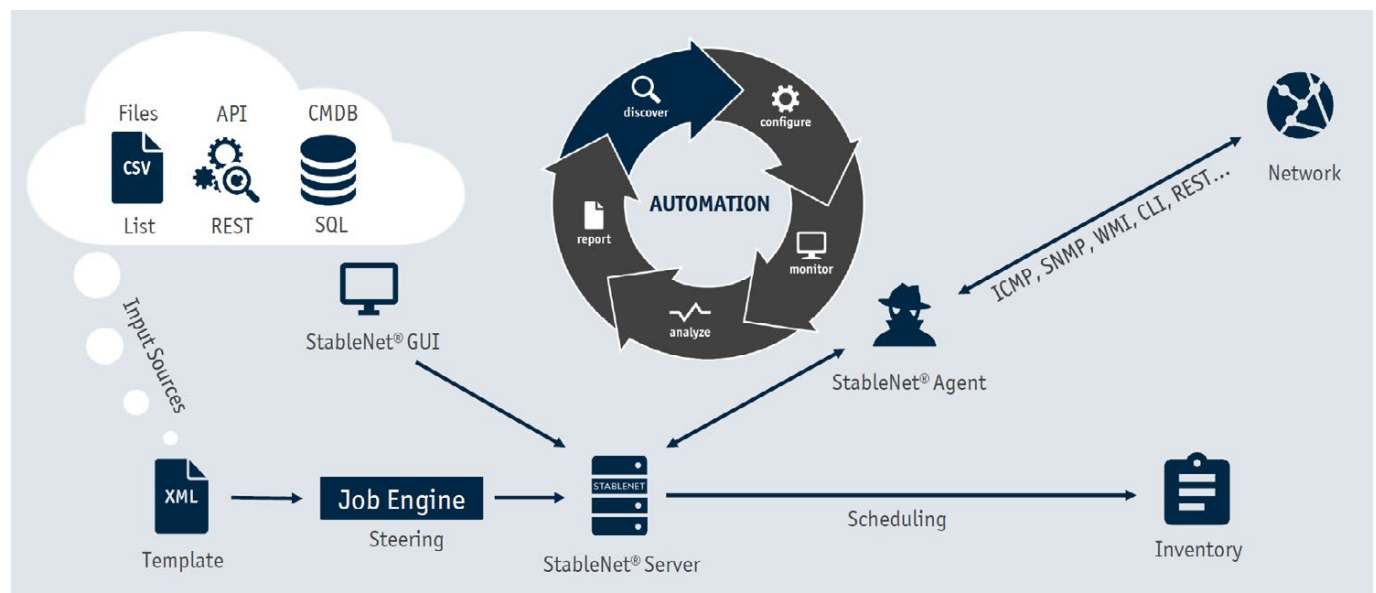 Files
API
CMDB
CSV
List
REST
SQL
discover
configure
AUTOMATION
report
monitor
analyze
Network
ICMP, SNMP, WMI, CLI, REST...
Input Sources
StableNet® GUI
StableNet® Agent
XML
Template
Job Engine
Steering
STABLENET
StableNet® Server
Scheduling
Inventory